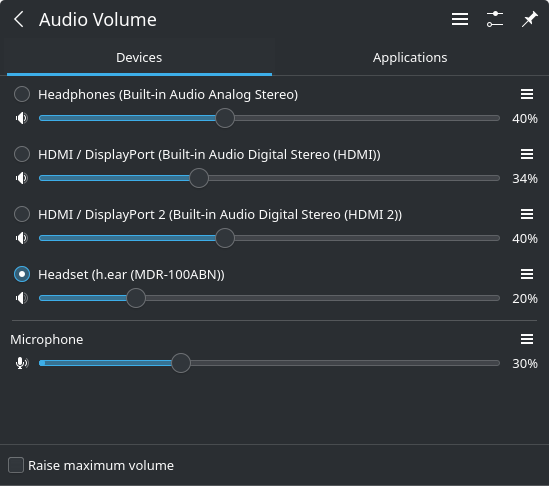 Audio Volume
Devices
Applications
Headphones (Built-in Audio Analog Stereo)
40%
HDMI / DisplayPort (Built-in Audio Digital Stereo (HDMI))
34%
HDMI / DisplayPort 2 (Built-in Audio Digital Stereo (HDMI 2))
40%
Headset (h.ear (MDR-100ABN))
20%
Microphone
30%
Raise maximum volume